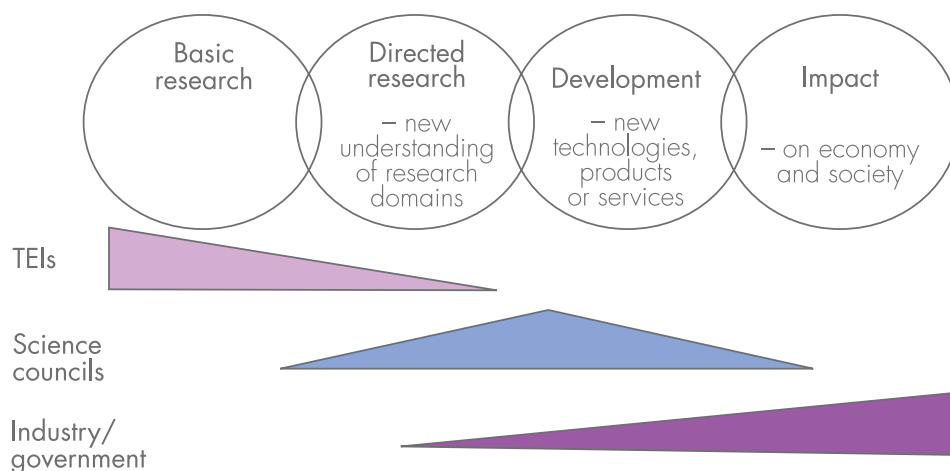 Basic
research
Directed
research
– new
understanding
of research
domains
Development
– new
technologies,
products
or services
Impact
– on economy
and society
TEIs
Science
councils
Industry/
government